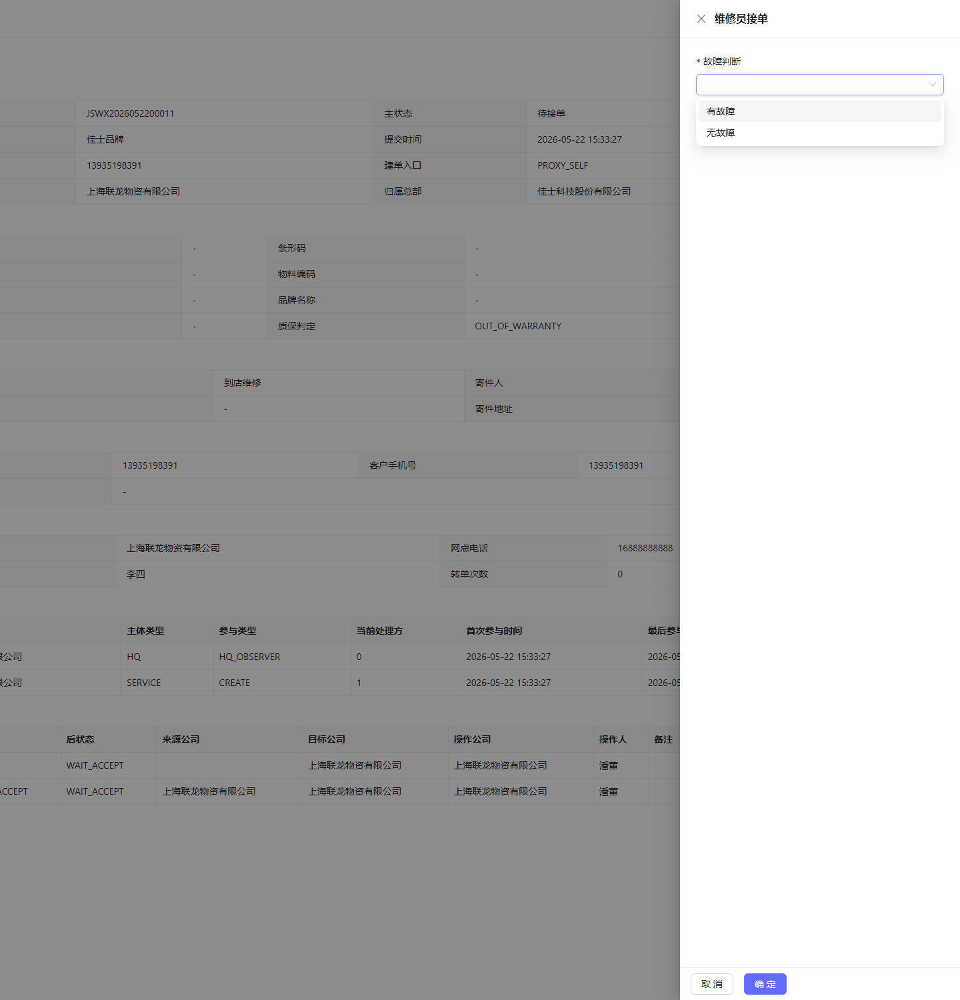 维修员接单
* 故障判断
有故障
无故障
JSWX2026052200011 主状态 待接单
佳士品牌 提交时间 2026-05-22 15:33:27
13935198391 建单入口 PROXY_SELF
上海联龙物资有限公司 归属总部 佳士科技股份有限公司
- 条形码 -
- 物料编码 -
- 品牌名称 -
- 质保判定 OUT_OF_WARRANTY
到店维修 寄件人
- 寄件地址
13935198391 客户手机号 13935198391
-
上海联龙物资有限公司 网点电话 16888888888
李四 转单次数 0
主体类型 参与类型 当前处理方 首次参与时间 最后参与
限公司 HQ HQ_OBSERVER 0 2026-05-22 15:33:27 2026-05
限公司 SERVICE CREATE 1 2026-05-22 15:33:27 2026-05
后状态 来源公司 目标公司 操作公司 操作人 备注
WAIT_ACCEPT 上海联龙物资有限公司 上海联龙物资有限公司 潘董
ACCEPT WAIT_ACCEPT 上海联龙物资有限公司 上海联龙物资有限公司 上海联龙物资有限公司 潘董
取 消 确 定